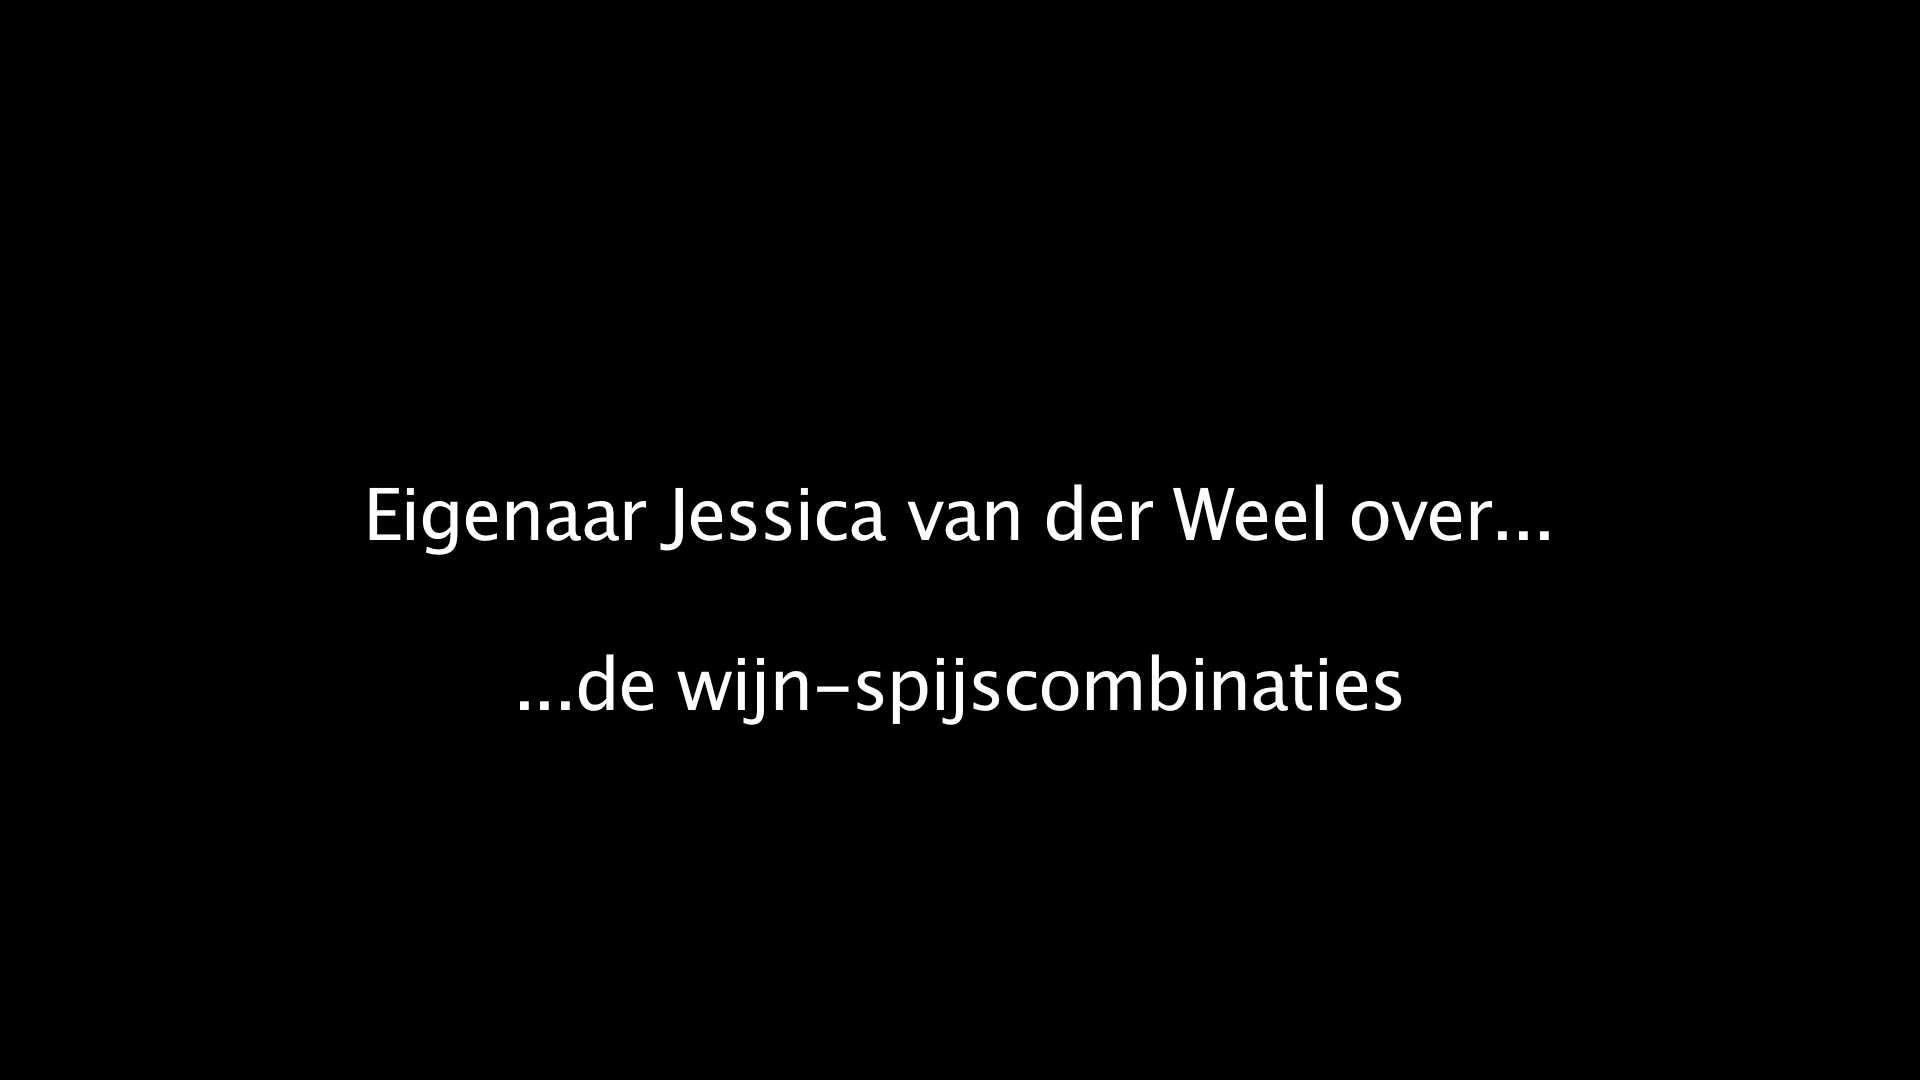 Eigenaar Jessica van der Weel over...
...de wijn-spijscombinaties